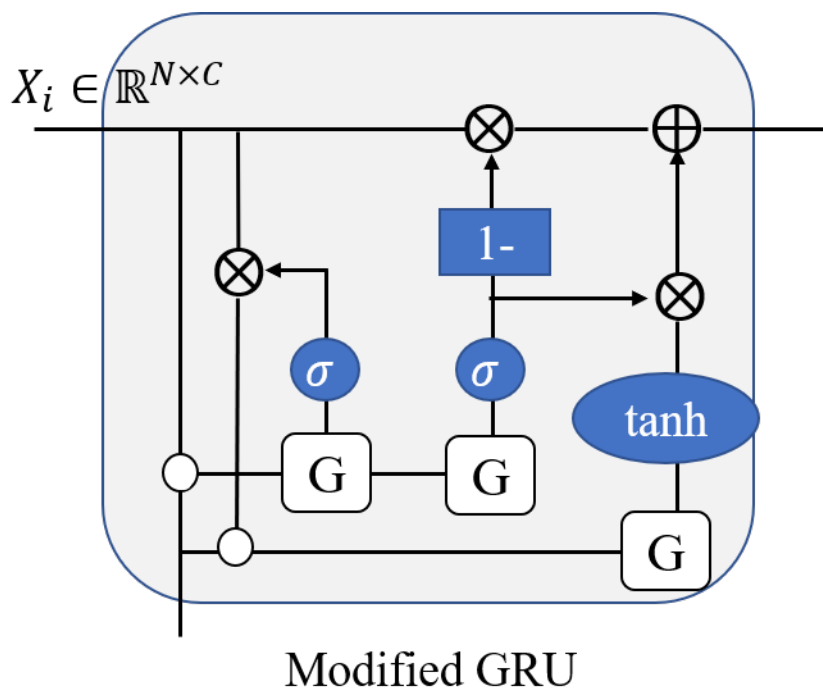 X_i ∈ ℝ^{N×C}
1-
σ
σ
tanh
G
G
G
Modified GRU